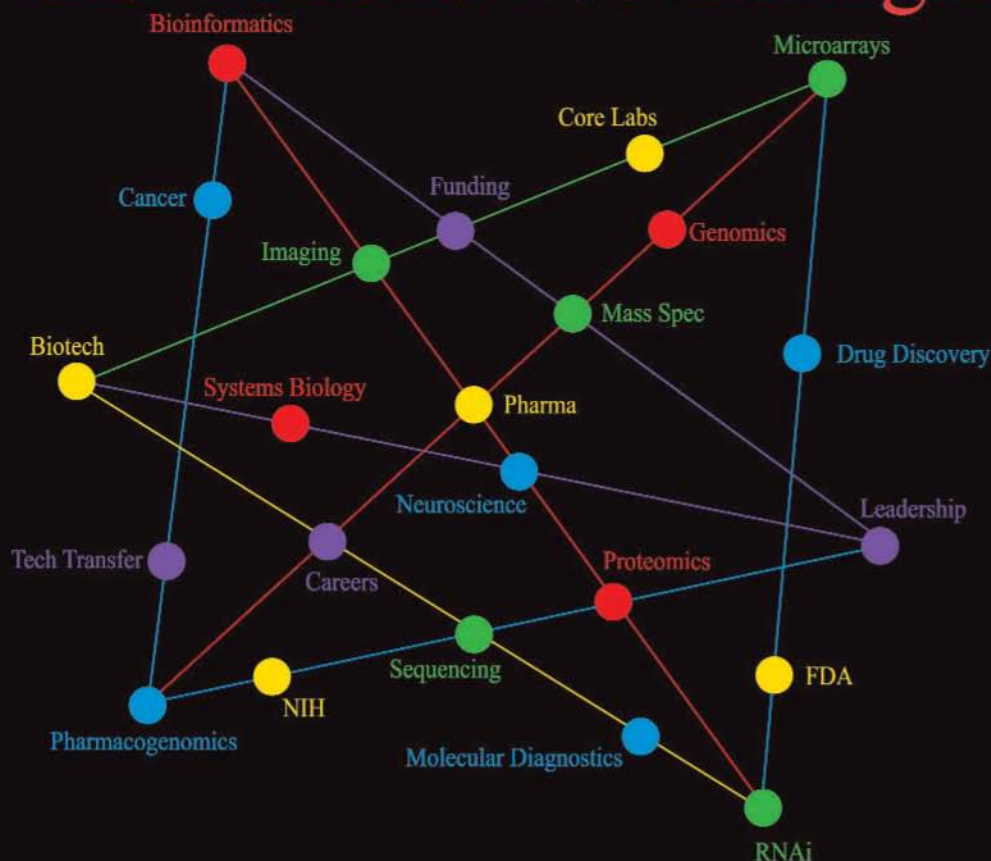 Bioinformatics
Microarrays
Core Labs
Cancer
Funding
Genomics
Imaging
Mass Spec
Biotech
Drug Discovery
Systems Biology
Pharma
Neuroscience
Leadership
Tech Transfer
Careers
Proteomics
Sequencing
FDA
NIH
Pharmacogenomics
Molecular Diagnostics
RNAi